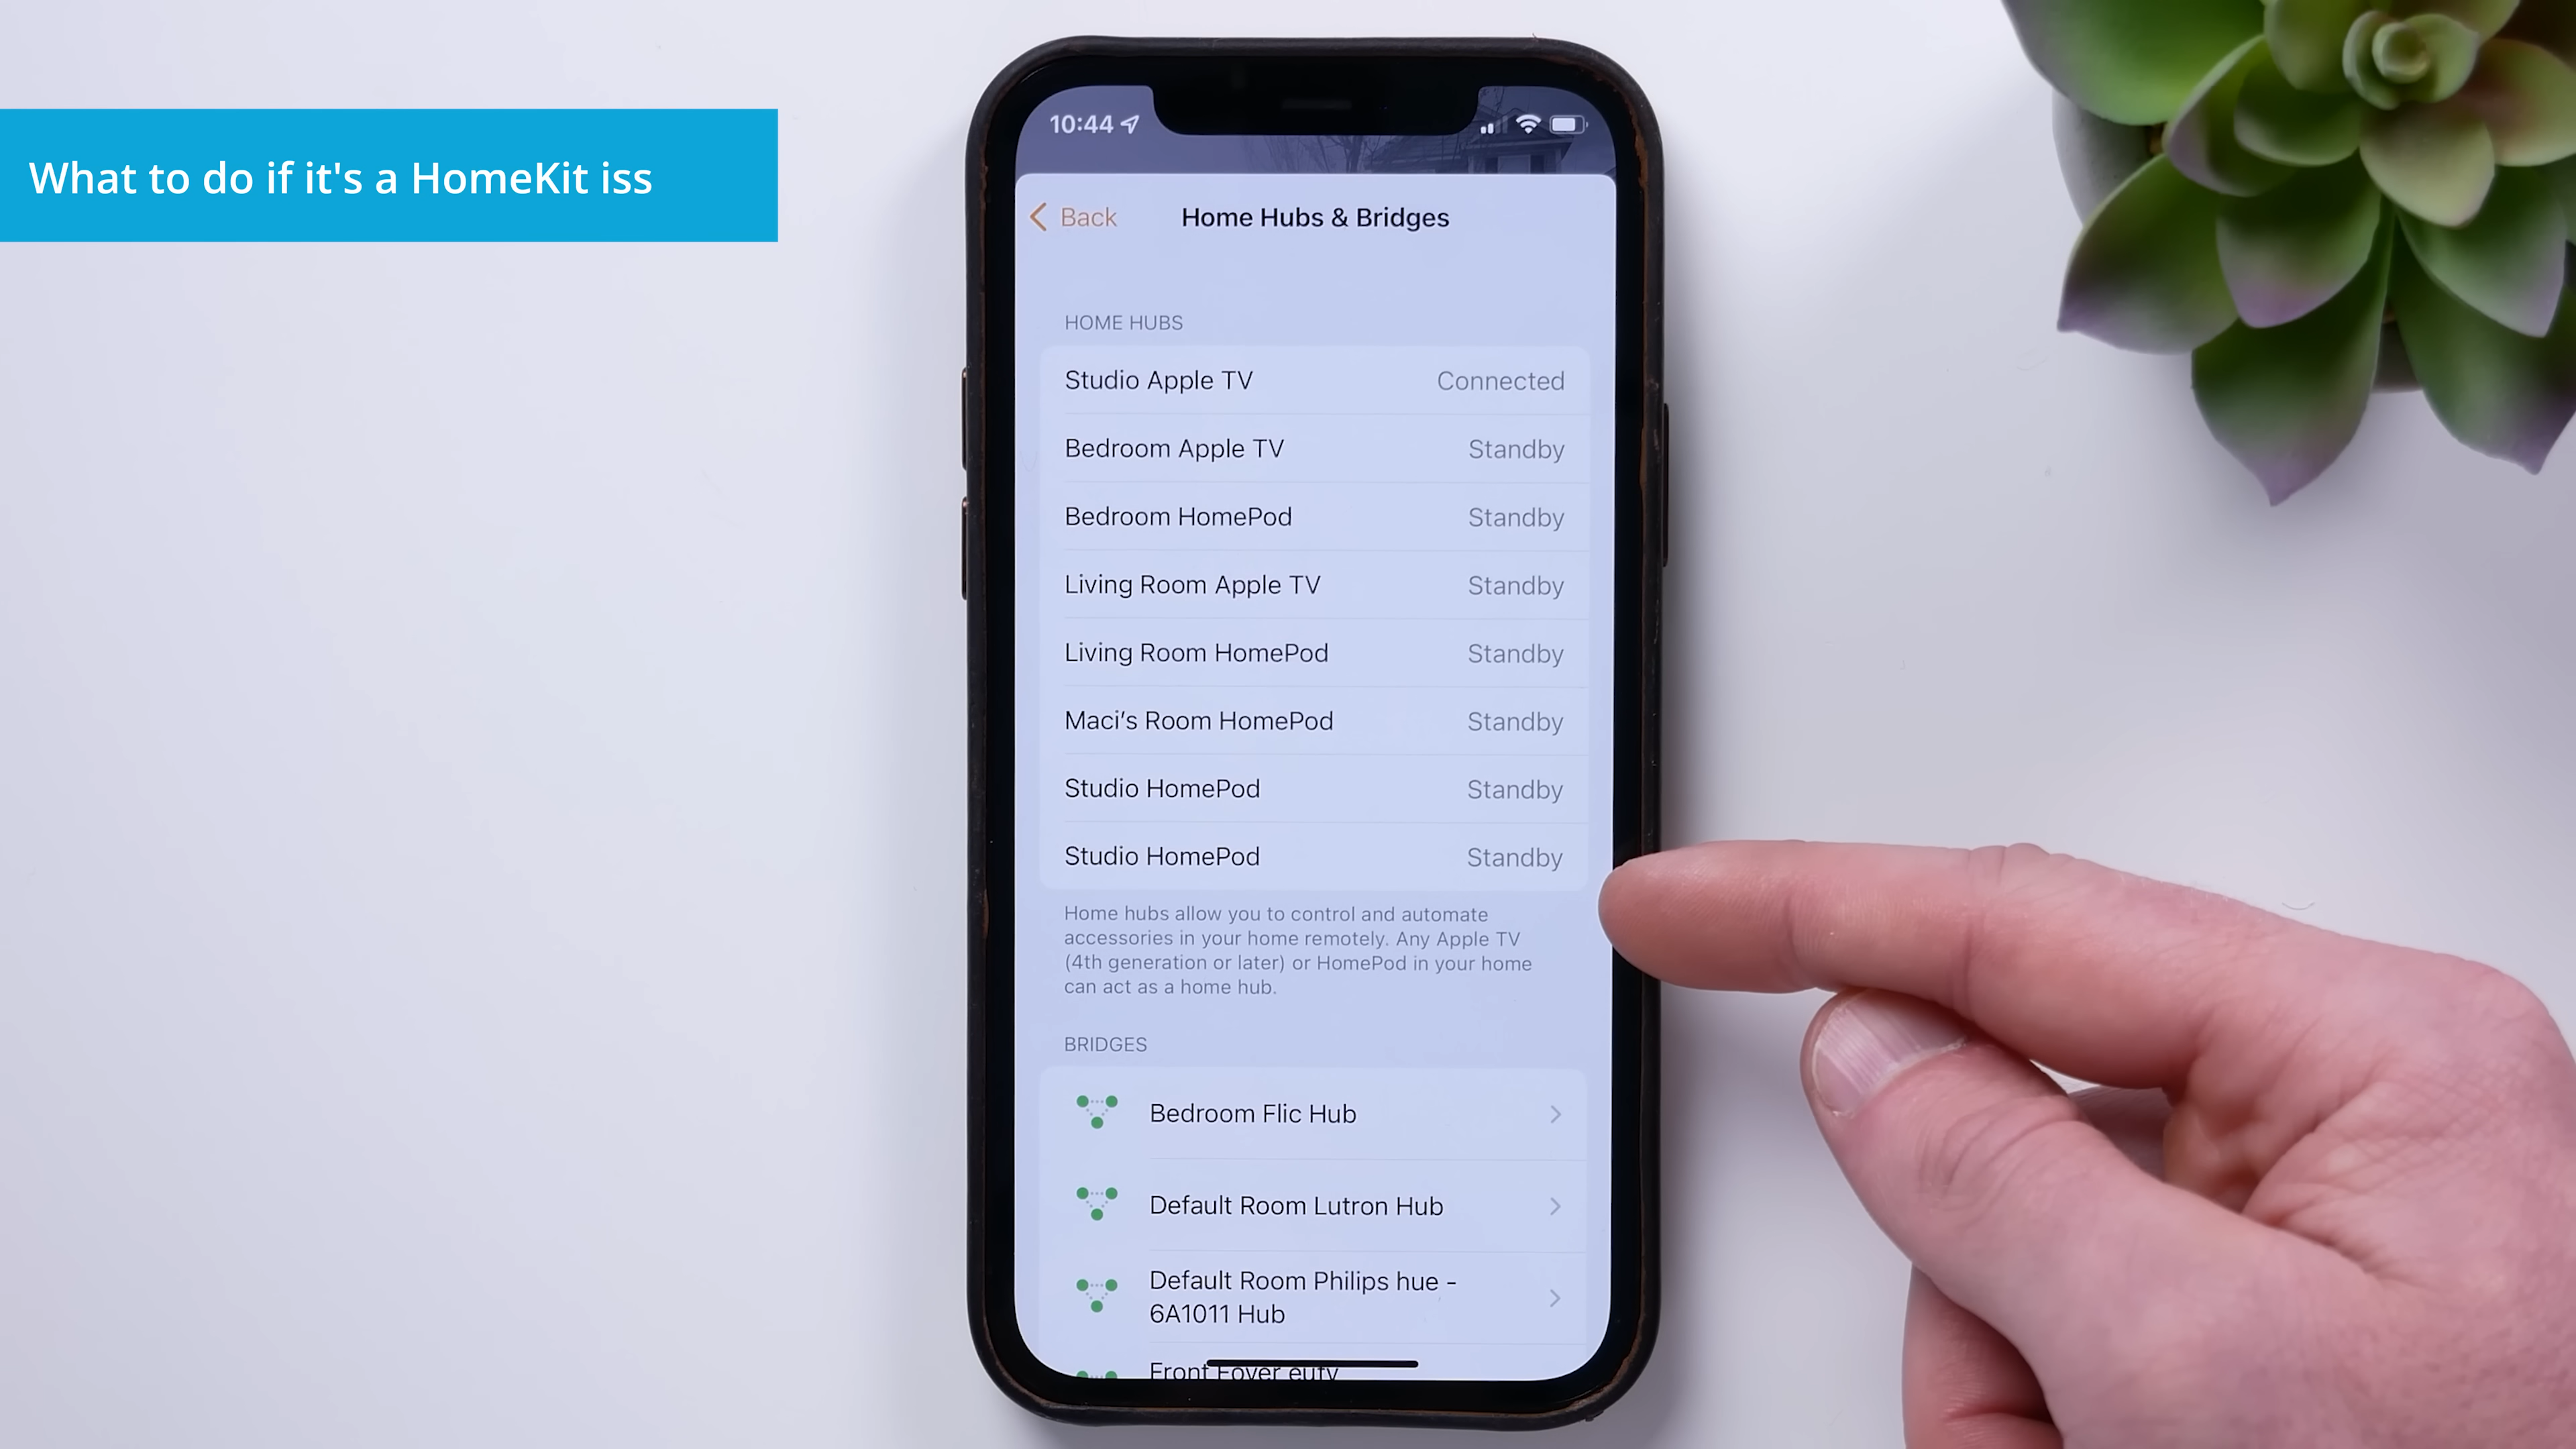 What to do if it's a HomeKit iss
10:44
Back
Home Hubs & Bridges
HOME HUBS
Studio Apple TV Connected
Bedroom Apple TV Standby
Bedroom HomePod Standby
Living Room Apple TV Standby
Living Room HomePod Standby
Maci's Room HomePod Standby
Studio HomePod Standby
Studio HomePod Standby
Home hubs allow you to control and automate
accessories in your home remotely. Any Apple TV
(4th generation or later) or HomePod in your home
can act as a home hub.
BRIDGES
Bedroom Flic Hub
Default Room Lutron Hub
Default Room Philips hue -
6A1011 Hub
Front Foyer eufy